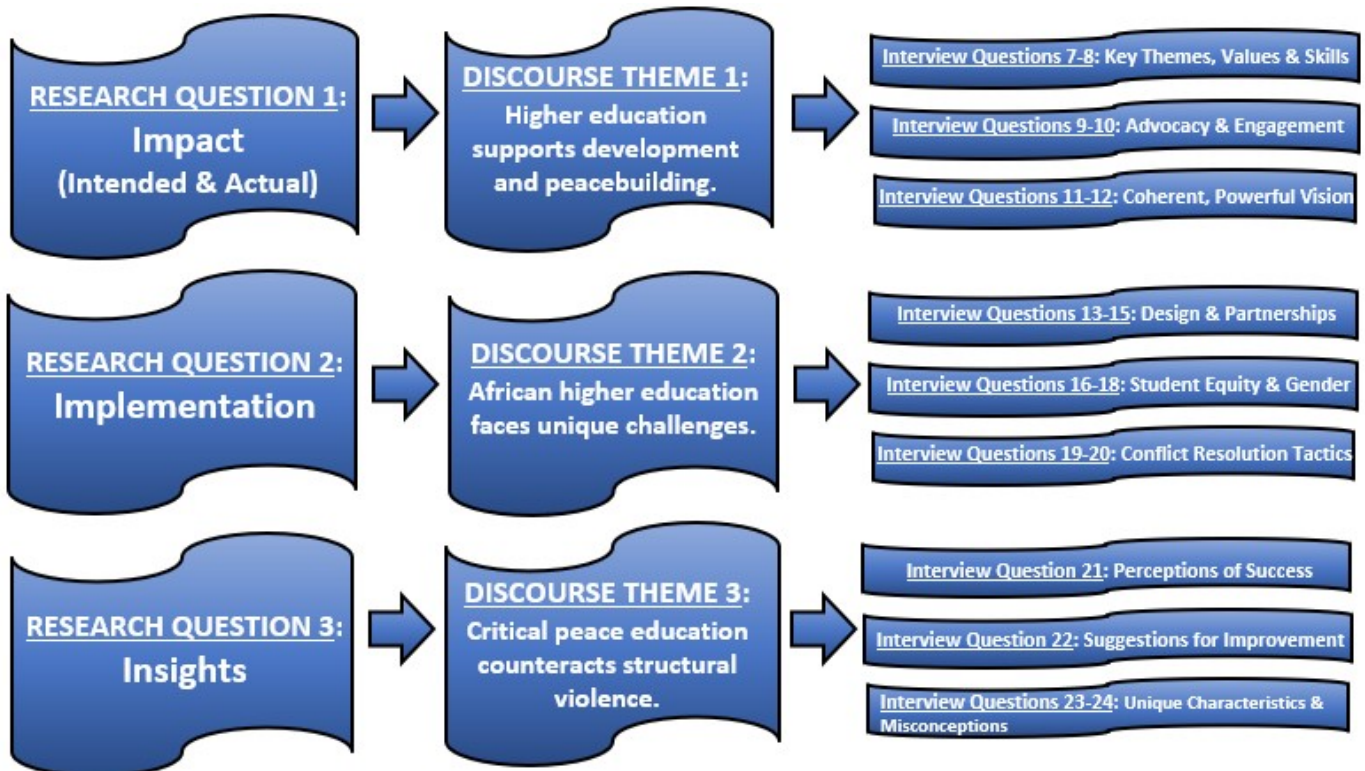 RESEARCH QUESTION 1:
Impact
(Intended & Actual)
DISCOURSE THEME 1:
Higher education
supports development
and peacebuilding.
Interview Questions 7-8: Key Themes, Values & Skills
Interview Questions 9-10: Advocacy & Engagement
Interview Questions 11-12: Coherent, Powerful Vision
RESEARCH QUESTION 2:
Implementation
DISCOURSE THEME 2:
African higher education
faces unique challenges.
Interview Questions 13-15: Design & Partnerships
Interview Questions 16-18: Student Equity & Gender
Interview Questions 19-20: Conflict Resolution Tactics
RESEARCH QUESTION 3:
Insights
DISCOURSE THEME 3:
Critical peace education
counteracts structural
violence.
Interview Question 21: Perceptions of Success
Interview Question 22: Suggestions for Improvement
Interview Questions 23-24: Unique Characteristics &
Misconceptions